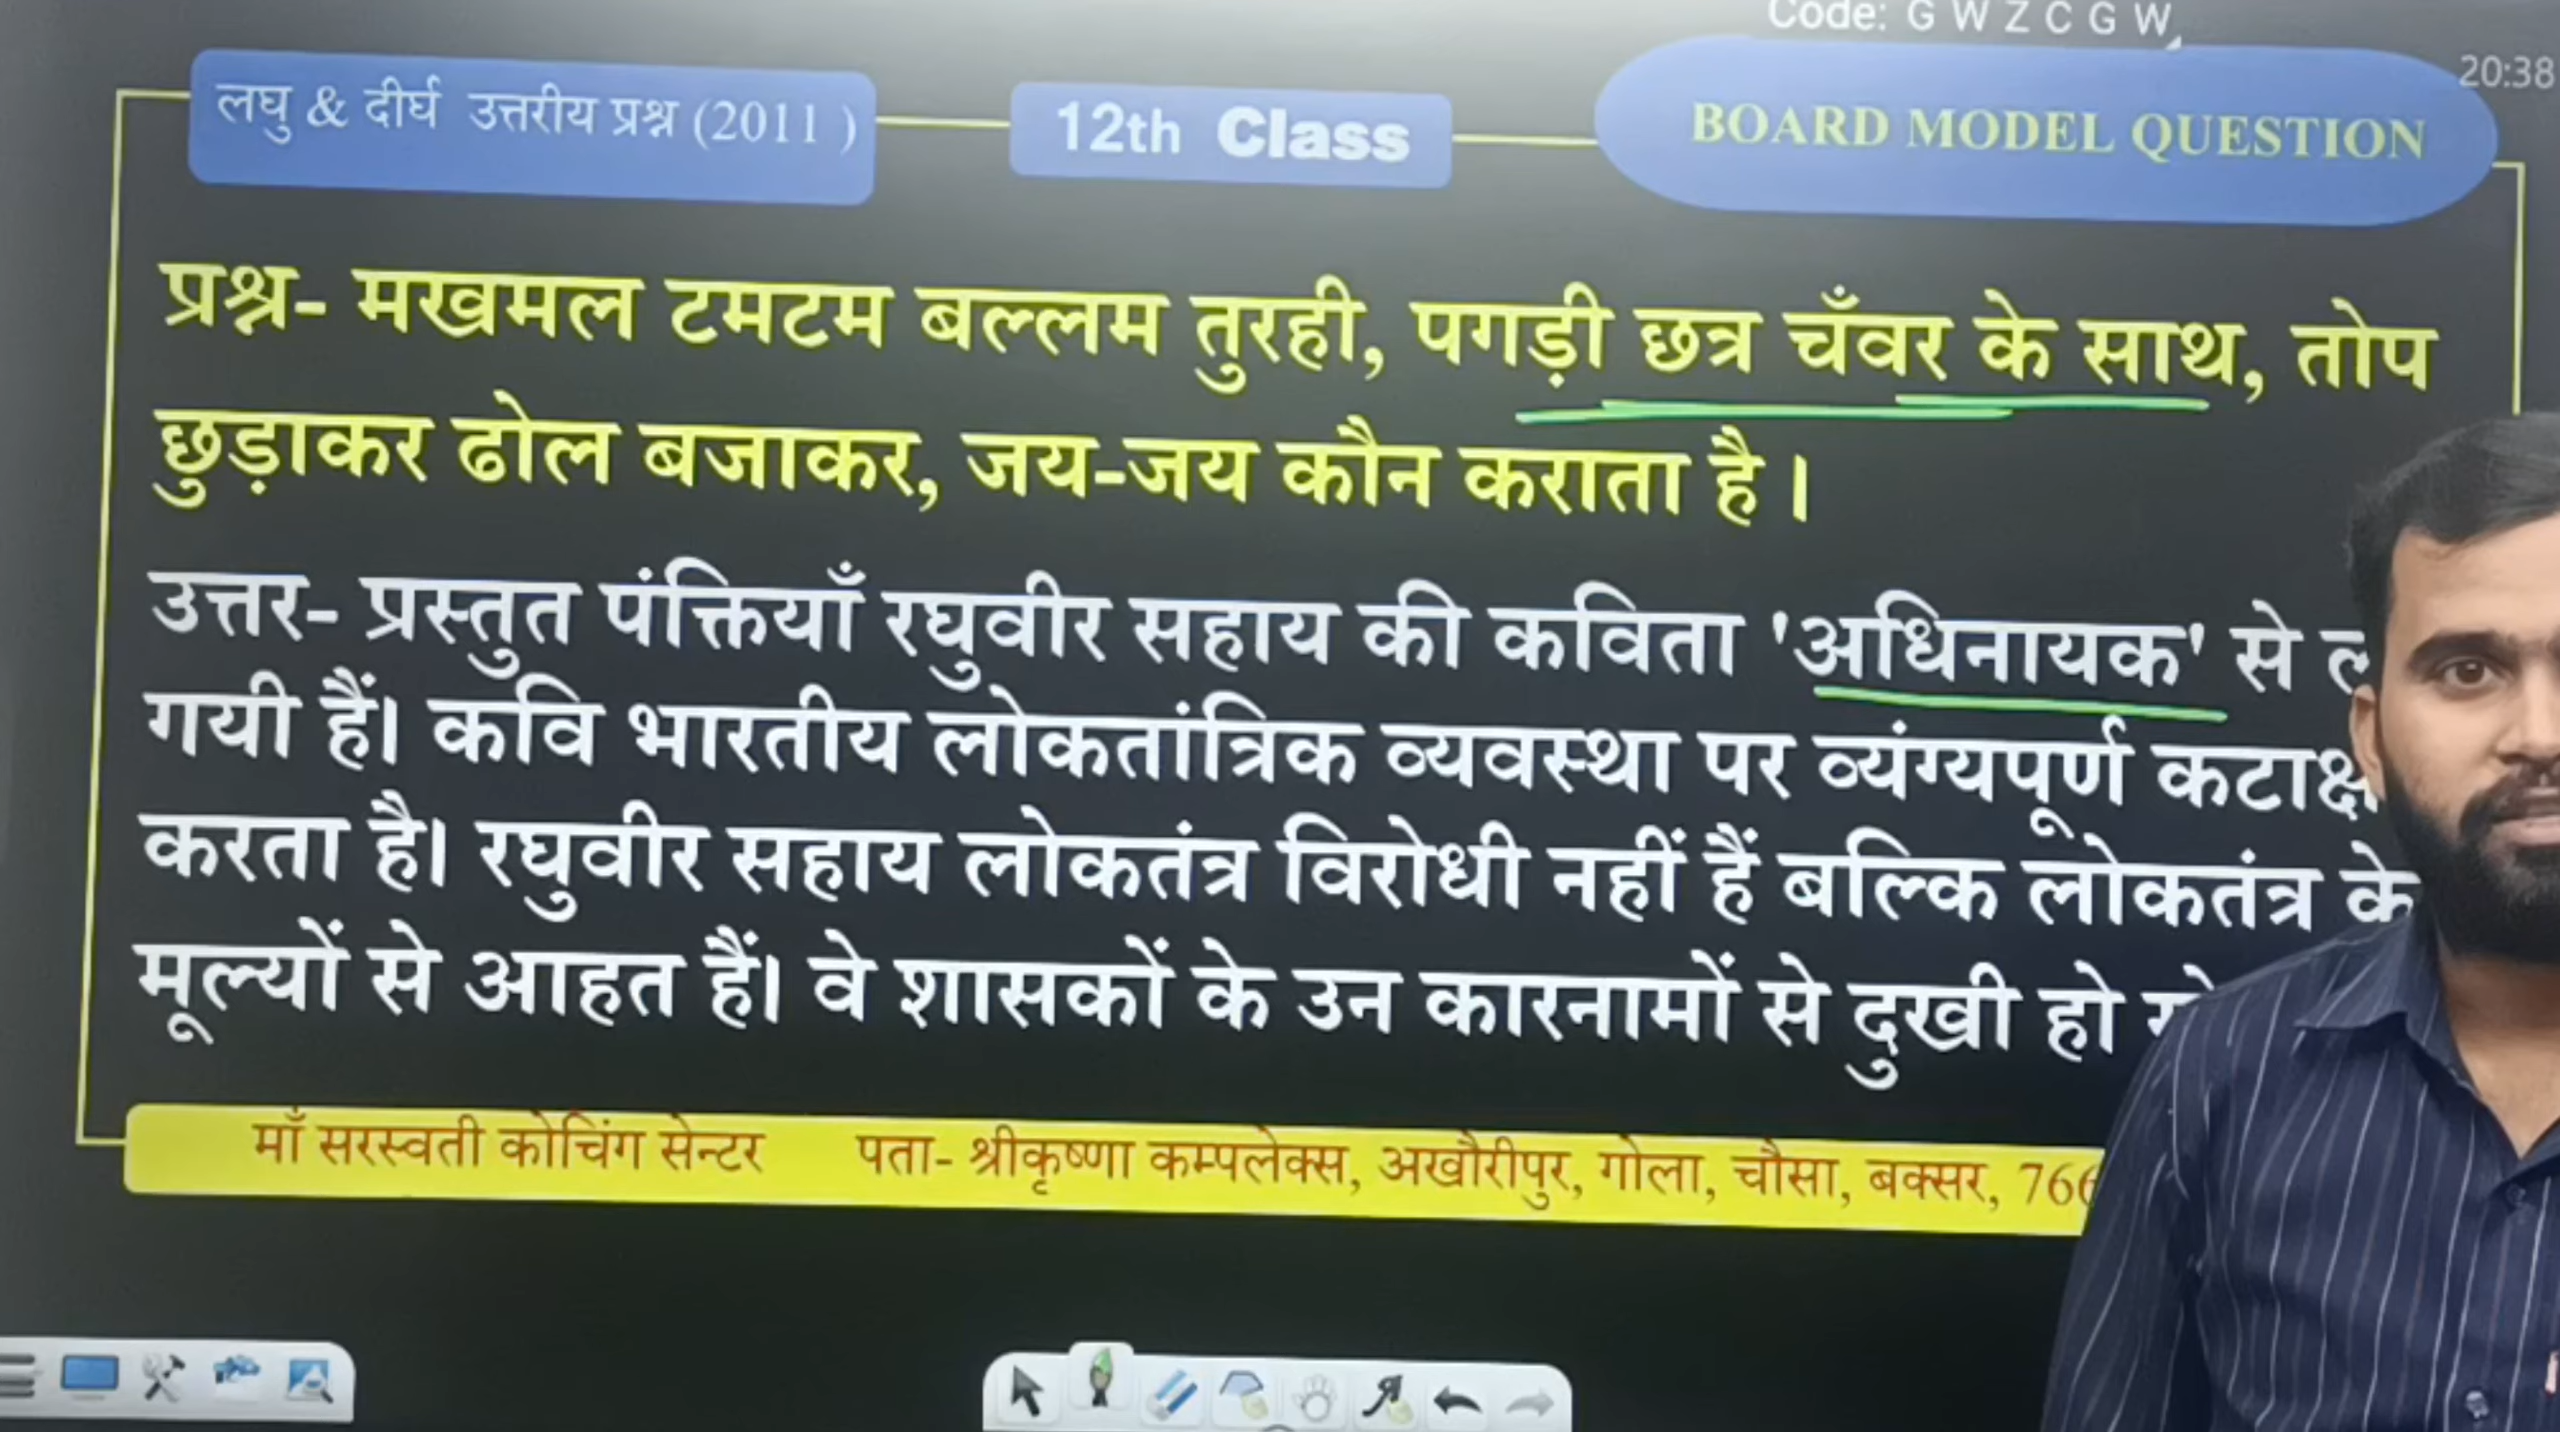 Code: G W Z C G W
20:38
लघु & दीर्घ उत्तरीय प्रश्न (2011 )
12th Class
BOARD MODEL QUESTION
प्रश्न- मखमल टमटम बल्लम तुरही, पगड़ी छत्र चँवर के साथ, तोप
छुड़ाकर ढोल बजाकर, जय-जय कौन कराता है ।
उत्तर- प्रस्तुत पंक्तियाँ रघुवीर सहाय की कविता 'अधिनायक' से
गयी हैं। कवि भारतीय लोकतांत्रिक व्यवस्था पर व्यंग्यपूर्ण कटाक्ष
करता है। रघुवीर सहाय लोकतंत्र विरोधी नहीं हैं बल्कि लोकतंत्र के
मूल्यों से आहत हैं। वे शासकों के उन कारनामों से दुखी हो
माँ सरस्वती कोचिंग सेन्टर पता- श्रीकृष्णा कम्पलेक्स, अखौरीपुर, गोला, चौसा, बक्सर, 766